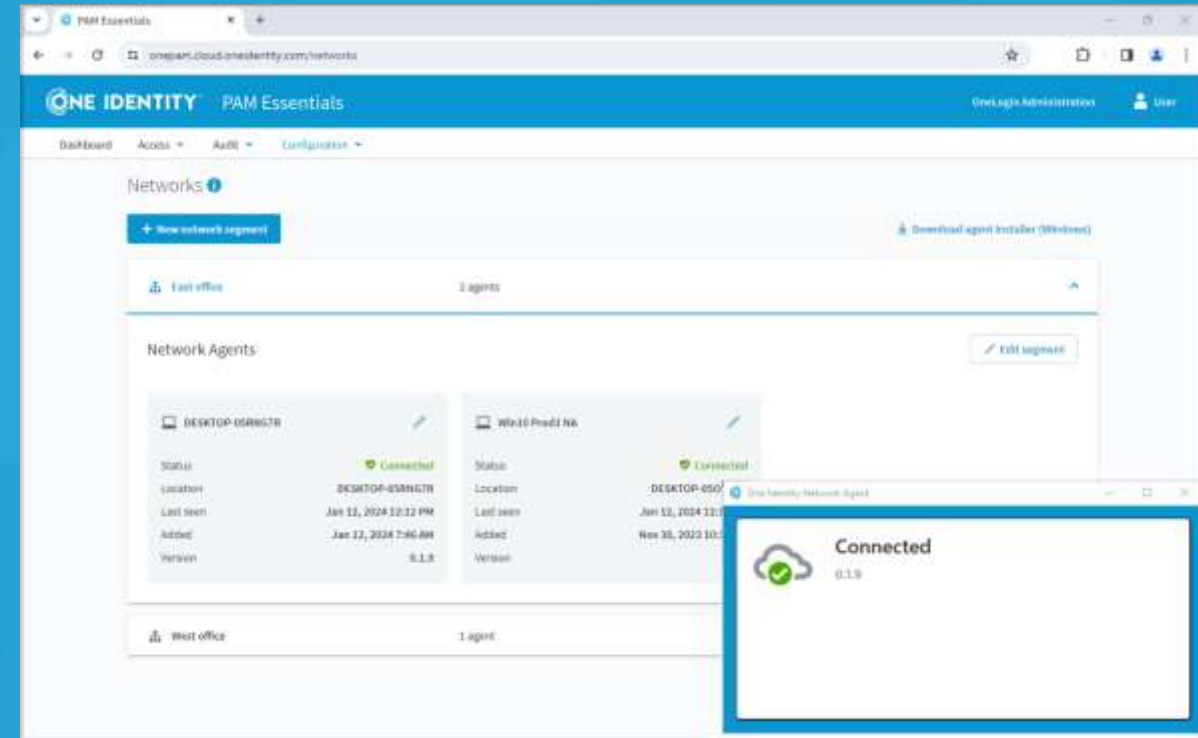 PAM Essentials
onepam.cloud.oneidentity.com/networks
ONE IDENTITY PAM Essentials OneLogin Administration User
Dashboard Access Audit Configuration
Networks
+ New network segment Download agent installer (Windows)
East office 2 agents
Network Agents Edit segment
DESKTOP-05RNG7R Win10 Prod1 NA
Status Connected Status Connected
Location DESKTOP-05RNG7R Location
Last seen Jan 12, 2024 12:12 PM Last seen Jan 12, 2024
Added Jan 12, 2024 7:46 AM Added Nov 30, 2023
Version 0.1.9 Version
One Identity Network Agent
Connected
0.1.9
West office 1 agent